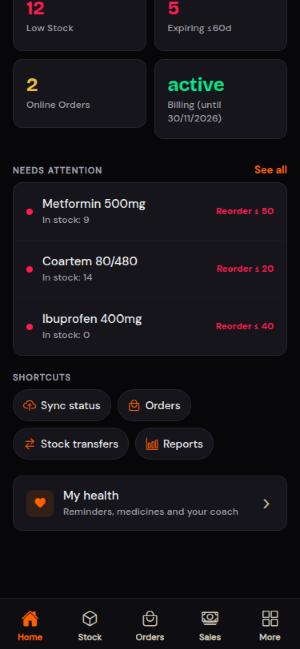 12
Low Stock
5
Expiring ≤60d
2
Online Orders
active
Billing (until
30/11/2026)
NEEDS ATTENTION
See all
Metformin 500mg
In stock: 9
Reorder ≤ 50
Coartem 80/480
In stock: 14
Reorder ≤ 20
Ibuprofen 400mg
In stock: 0
Reorder ≤ 40
SHORTCUTS
Sync status
Orders
Stock transfers
Reports
My health
Reminders, medicines and your coach
Home
Stock
Orders
Sales
More